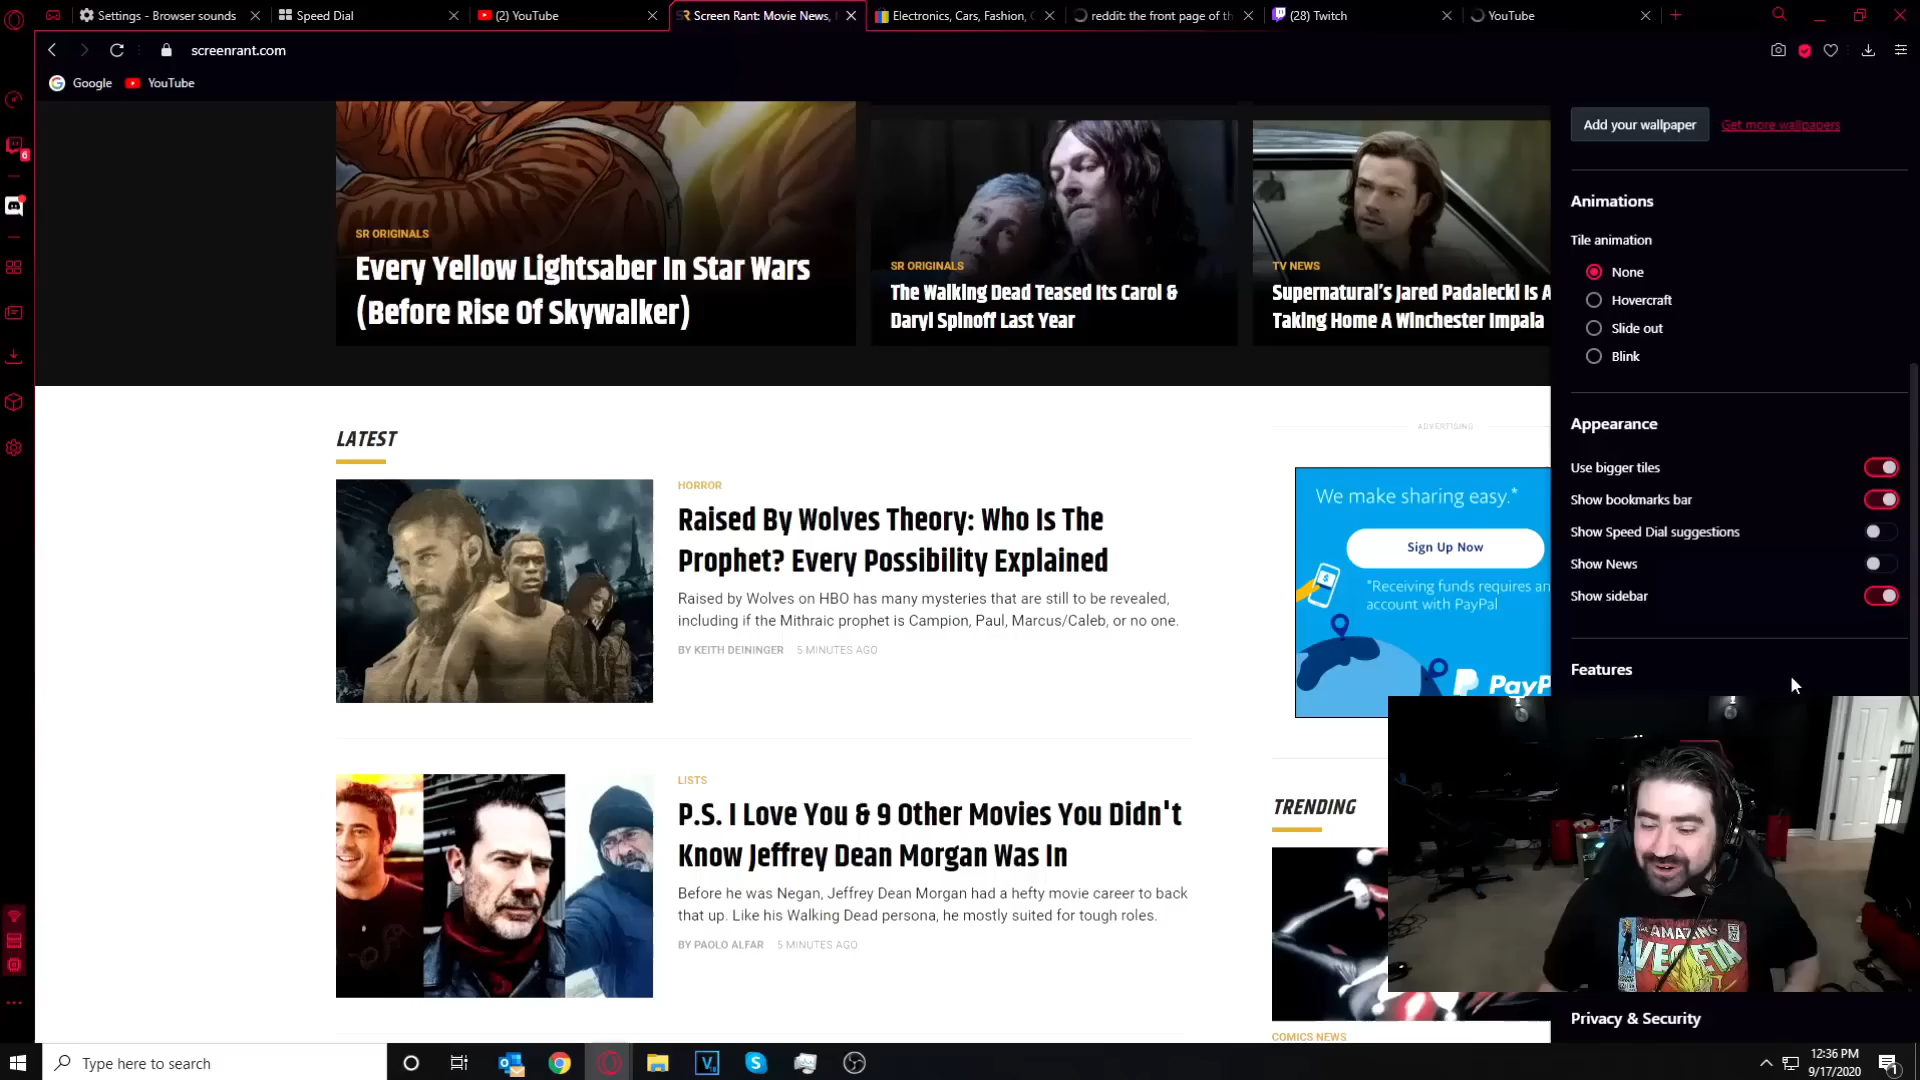 Settings - Browser sounds
Speed Dial
(2) YouTube
Screen Rant: Movie News,
Electronics, Cars, Fashion, C
reddit: the front page of th
(28) Twitch
YouTube
screenrant.com
Google
YouTube
6
SR ORIGINALS
Every Yellow Lightsaber In Star Wars
(Before Rise Of Skywalker)
SR ORIGINALS
The Walking Dead Teased Its Carol &
Daryl Spinoff Last Year
TV NEWS
Supernatural's Jared Padalecki Is A
Taking Home A Winchester Impala
LATEST
HORROR
Raised By Wolves Theory: Who Is The
Prophet? Every Possibility Explained
Raised by Wolves on HBO has many mysteries that are still to be revealed,
including if the Mithraic prophet is Campion, Paul, Marcus/Caleb, or no one.
BY KEITH DEININGER 5 MINUTES AGO
LISTS
P.S. I Love You & 9 Other Movies You Didn't
Know Jeffrey Dean Morgan Was In
Before he was Negan, Jeffrey Dean Morgan had a hefty movie career to back
that up. Like his Walking Dead persona, he mostly suited for tough roles.
BY PAOLO ALFAR 5 MINUTES AGO
ADVERTISING
We make sharing easy.*
Sign Up Now
*Receiving funds requires an
account with PayPal
PayP
TRENDING
COMICS NEWS
Add your wallpaper
Get more wallpapers
Animations
Tile animation
None
Hovercraft
Slide out
Blink
Appearance
Use bigger tiles
Show bookmarks bar
Show Speed Dial suggestions
Show News
Show sidebar
Features
AMAZING
VEGETA
Privacy & Security
Type here to search
12:36 PM
9/17/2020
1